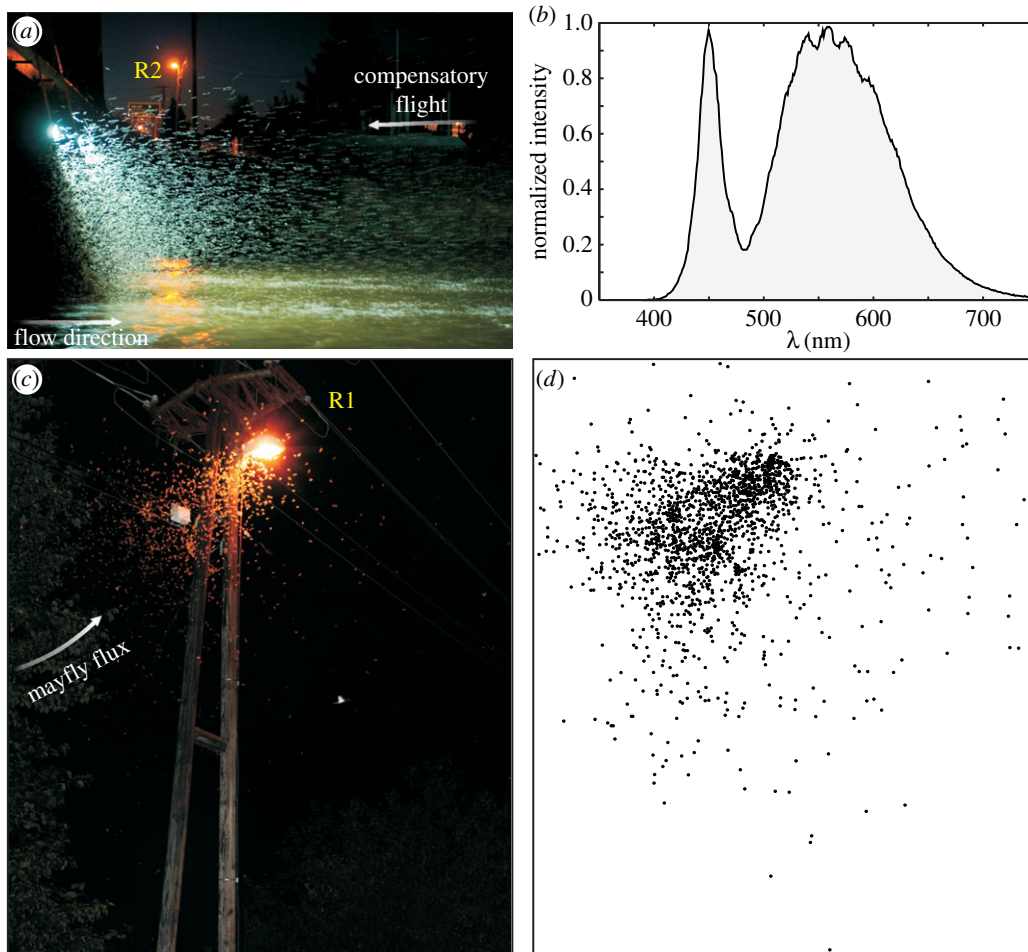 (a)
R2
compensatory
flight
flow direction
(b)
normalized intensity
1.0
0.8
0.6
0.4
0.2
0
400
500
600
700
λ (nm)
(c)
R1
mayfly flux
(d)